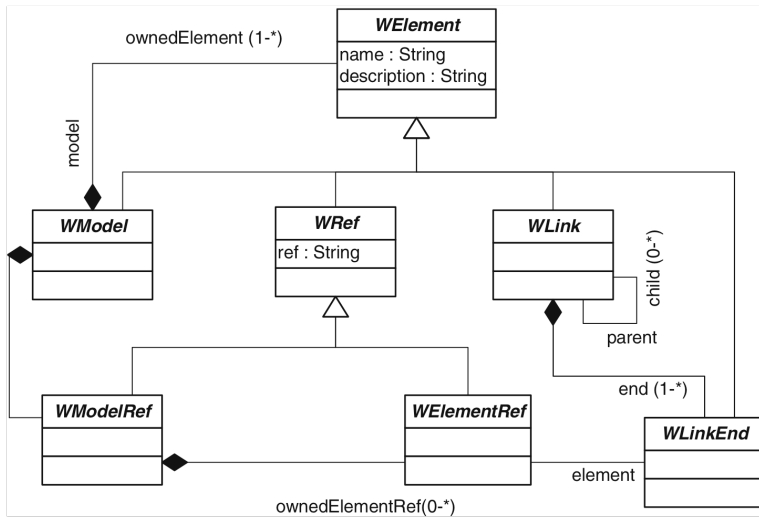 WElement
ownedElement (1-*)
name : String
description : String
model
WModel
WRef
WLink
ref : String
child (0-*)
parent
end (1-*)
WModelRef
WElementRef
WLinkEnd
element
ownedElementRef(0-*)